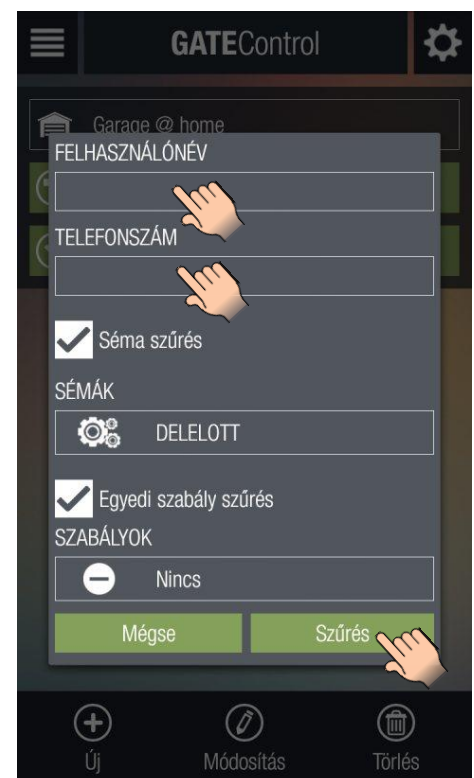 GATEControl
Garage @ home
FELHASZNÁLÓNÉV
TELEFONSZÁM
Séma szűrés
SÉMÁK
DELELOTT
Egyedi szabály szűrés
SZABÁLYOK
Nincs
Mégse Szűrés
Új Módosítás Törlés